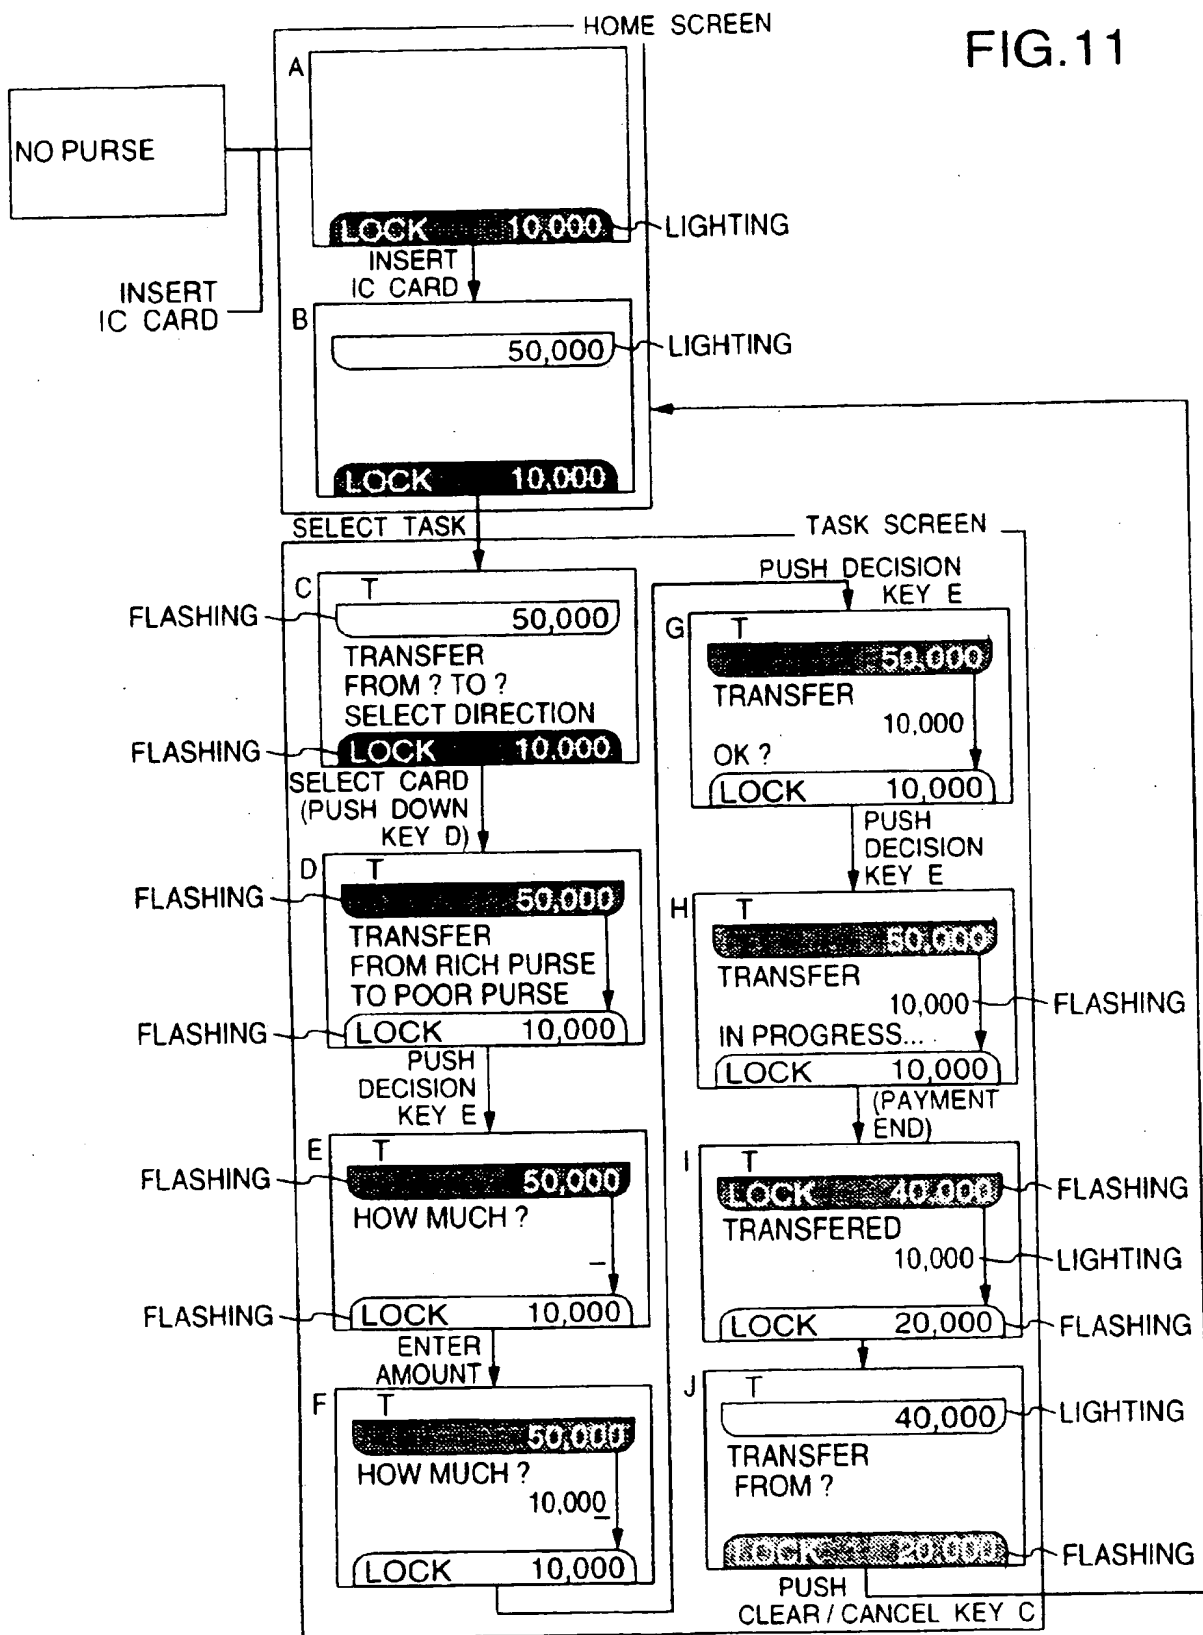 HOME SCREEN
FIG.11
A
NO PURSE
LOCK 10,000
LIGHTING
INSERT
IC CARD
INSERT
IC CARD
B
50,000
LIGHTING
LOCK 10,000
SELECT TASK
TASK SCREEN
C
T
FLASHING
50,000
TRANSFER
FROM ? TO ?
SELECT DIRECTION
FLASHING
LOCK 10,000
SELECT CARD
(PUSH DOWN
KEY D)
D
T
FLASHING
50,000
TRANSFER
FROM RICH PURSE
TO POOR PURSE
FLASHING
LOCK 10,000
PUSH
DECISION
KEY E
E
T
FLASHING
50,000
HOW MUCH ?
_
FLASHING
LOCK 10,000
ENTER
AMOUNT
F
T
50,000
HOW MUCH ?
10,000
LOCK 10,000
PUSH DECISION
KEY E
G
T
50,000
TRANSFER
10,000
OK ?
LOCK 10,000
PUSH
DECISION
KEY E
H
T
50,000
TRANSFER
10,000
FLASHING
IN PROGRESS...
LOCK 10,000
(PAYMENT
END)
I
T
LOCK 40,000
FLASHING
TRANSFERED
10,000
LIGHTING
LOCK 20,000
FLASHING
J
T
40,000
LIGHTING
TRANSFER
FROM ?
LOCK 20,000
FLASHING
PUSH
CLEAR / CANCEL KEY C